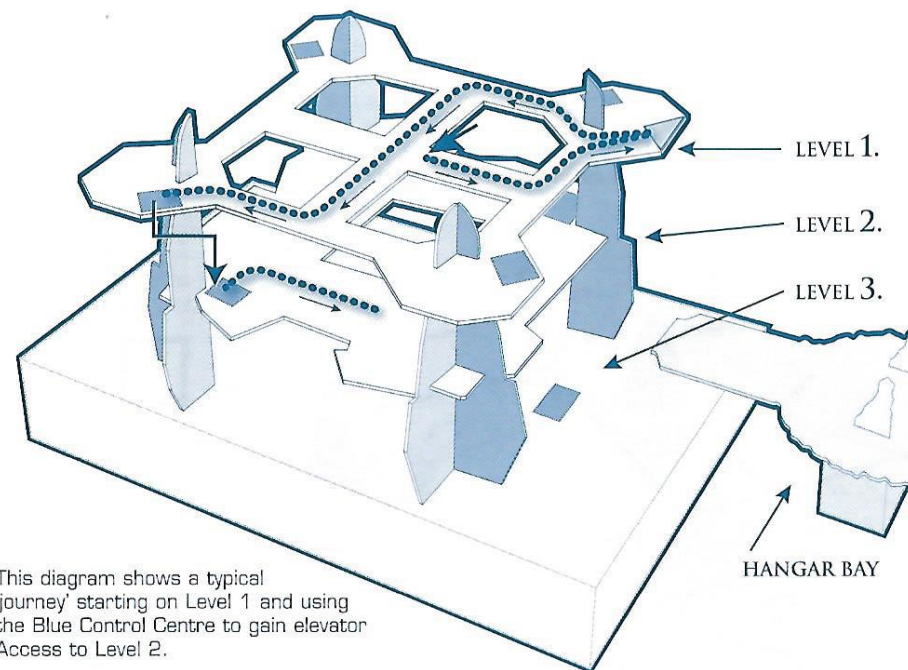 LEVEL 1.
LEVEL 2.
LEVEL 3.
HANGAR BAY
This diagram shows a typical
journey' starting on Level 1 and using
the Blue Control Centre to gain elevator
Access to Level 2.